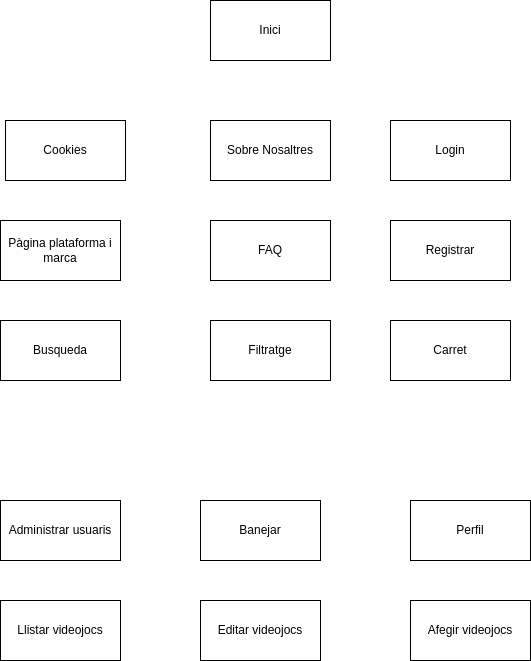 Inici
Cookies
Sobre Nosaltres
Login
Pàgina plataforma i
marca
FAQ
Registrar
Busqueda
Filtratge
Carret
Administrar usuaris
Banejar
Perfil
Llistar videojocs
Editar videojocs
Afegir videojocs